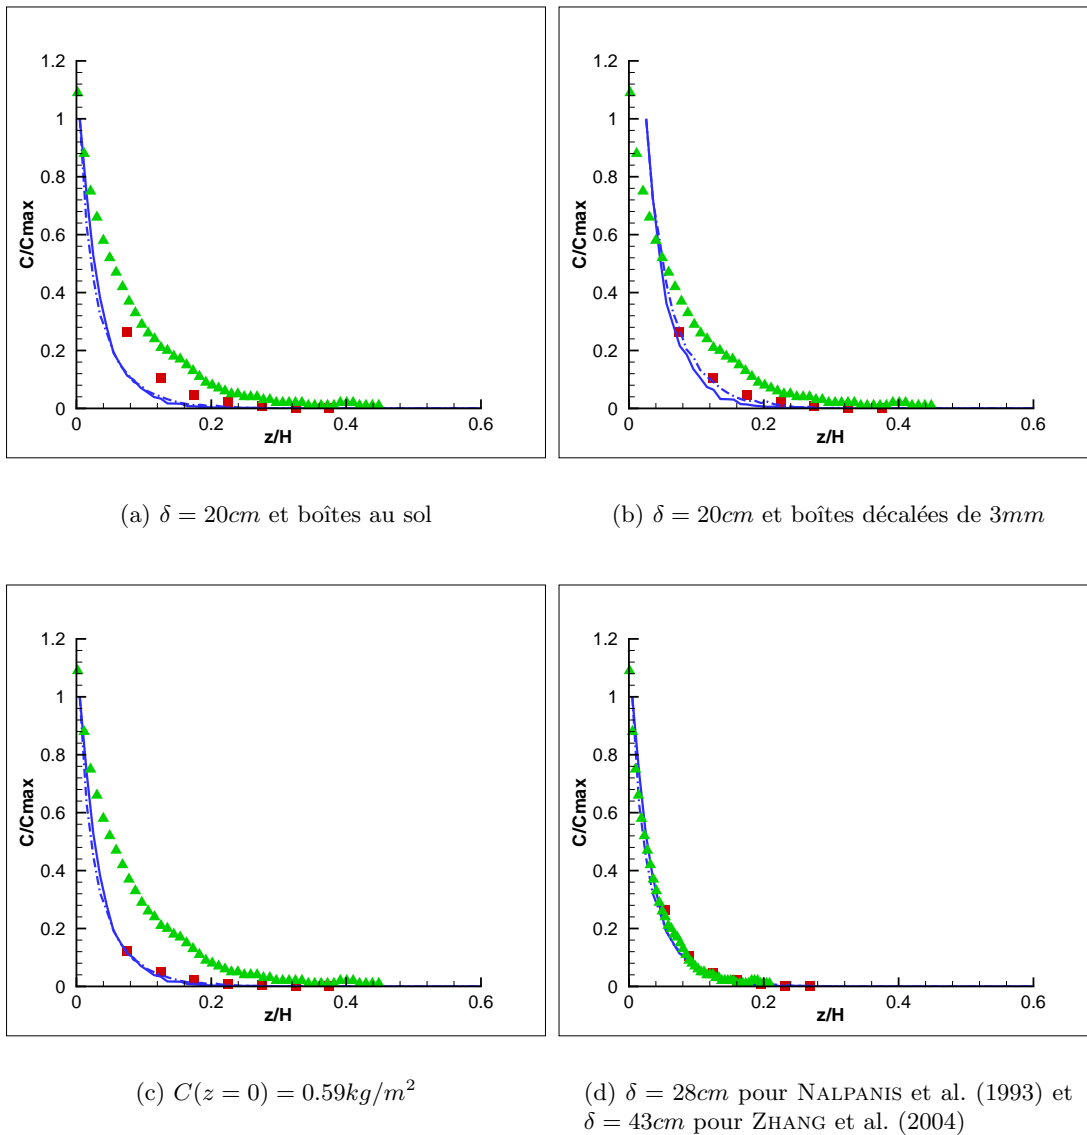 1.2
1
0.8
0.6
0.4
0.2
0
C/Cmax
0 0.2 0.4 0.6
z/H
(a) δ = 20cm et boîtes au sol
1.2
1
0.8
0.6
0.4
0.2
0
C/Cmax
0 0.2 0.4 0.6
z/H
(b) δ = 20cm et boîtes décalées de 3mm
1.2
1
0.8
0.6
0.4
0.2
0
C/Cmax
0 0.2 0.4 0.6
z/H
(c) C(z = 0) = 0.59kg/m²
1.2
1
0.8
0.6
0.4
0.2
0
C/Cmax
0 0.2 0.4 0.6
z/H
(d) δ = 28cm pour NALPANIS et al. (1993) et
δ = 43cm pour ZHANG et al. (2004)